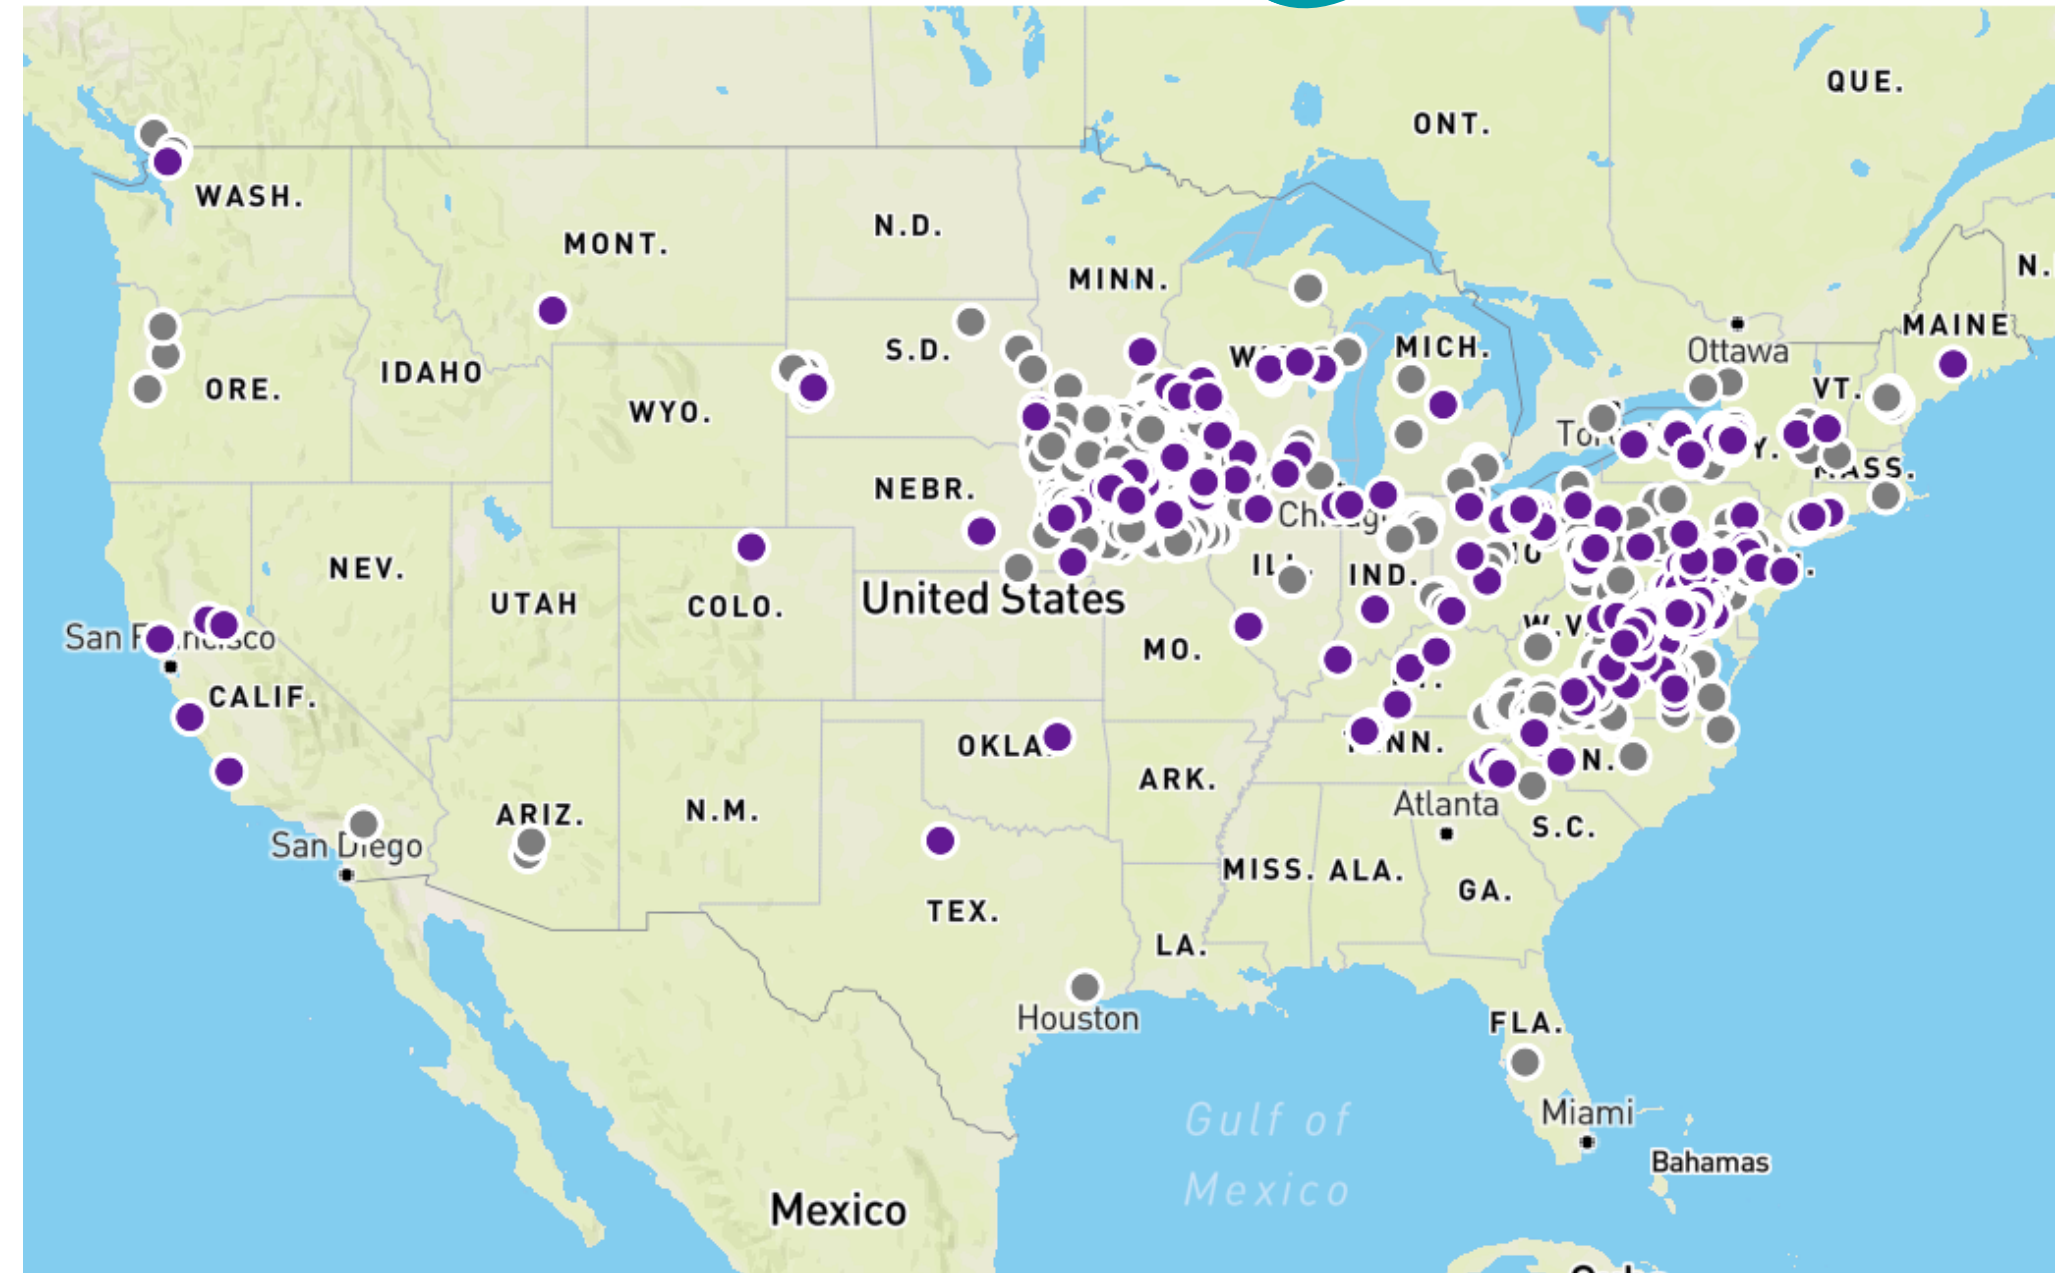 QUE.
ONT.
WASH.
MONT.
N.D.
MINN.
N.
MAINE
Ottawa
S.D.
MICH.
VT.
IDAHO
ORE.
WYO.
MASS.
NEBR.
NEV.
UTAH
COLO.
United States
IND.
MO.
CALIF.
OKLA.
ARK.
N.
Atlanta
ARIZ.
N.M.
S.C.
San Diego
MISS.
ALA.
GA.
TEX.
LA.
Houston
FLA.
Gulf of
Mexico
Miami
Bahamas
Mexico